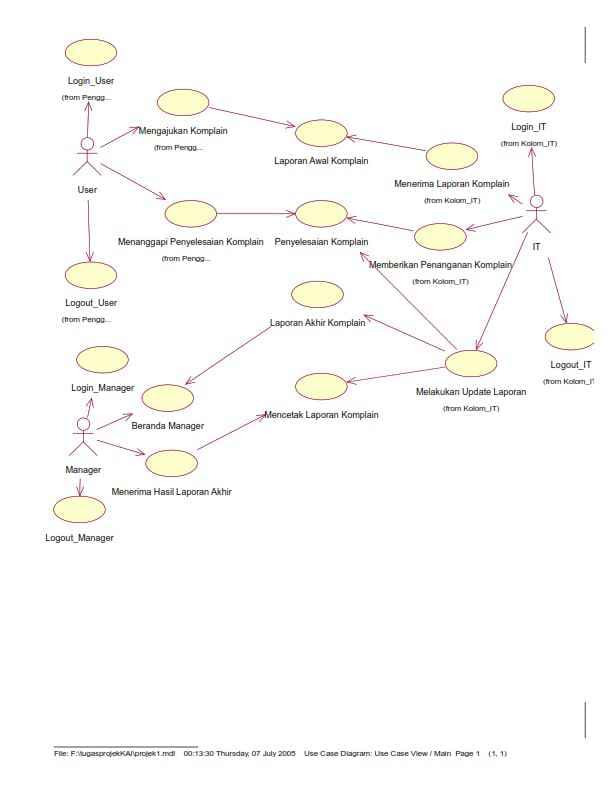 Login_User
(from Pengg...
Mengajukan Komplain
(from Pengg...
Login_IT
(from Kolom_IT)
Laporan Awal Komplain
User
Menerima Laporan Komplain
(from Kolom_IT)
IT
Menanggapi Penyelesaian Komplain
(from Pengg...
Penyelesaian Komplain
Memberikan Penanganan Komplain
(from Kolom_IT)
Logout_User
(from Pengg...
Laporan Akhir Komplain
Logout_IT
(from Kolom_IT
Login_Manager
Melakukan Update Laporan
(from Kolom_IT)
Beranda Manager
Mencetak Laporan Komplain
Manager
Menerima Hasil Laporan Akhir
Logout_Manager
File: F:\tugasprojekKAI\projek1.mdl 00:13:30 Thursday, 07 July 2005 Use Case Diagram: Use Case View / Main Page 1 (1, 1)